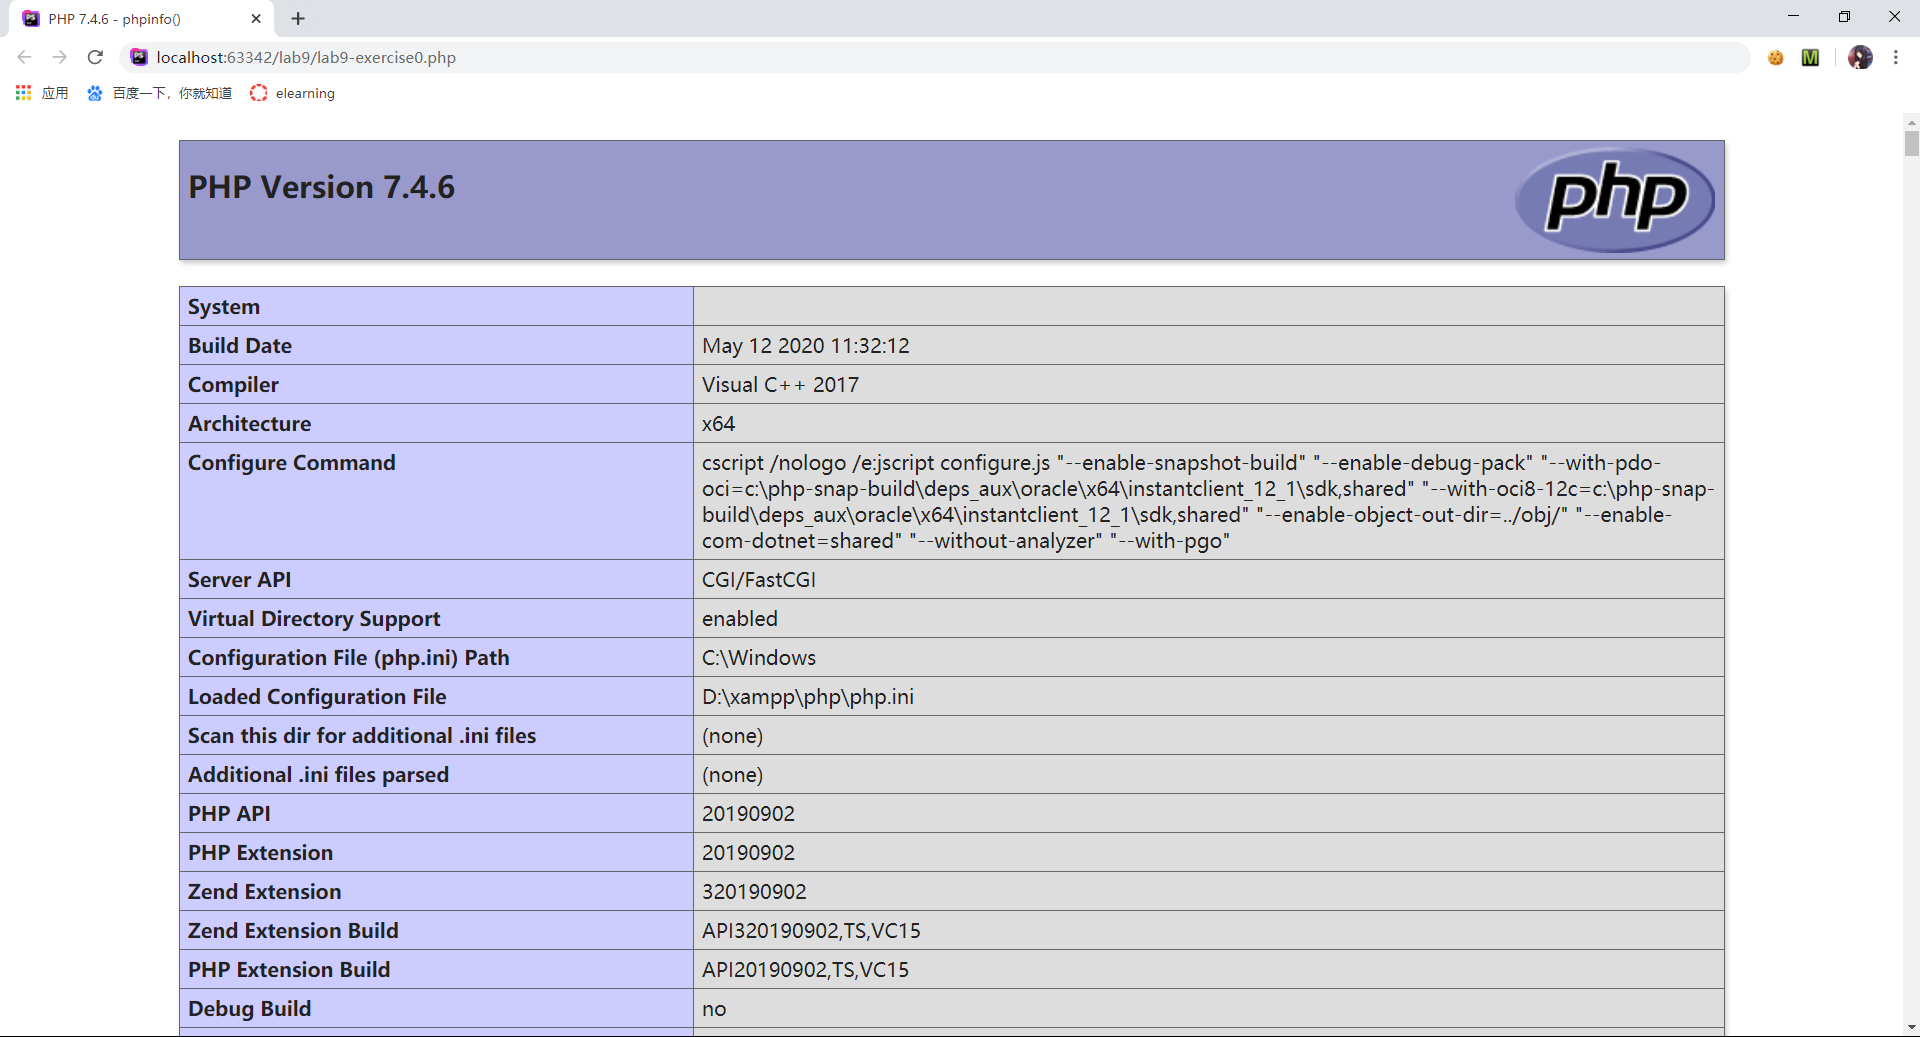 PHP 7.4.6 - phpinfo()
localhost:63342/lab9/lab9-exercise0.php
应用 百度一下，你就知道 elearning
PHP Version 7.4.6
php
System
Build Date May 12 2020 11:32:12
Compiler Visual C++ 2017
Architecture x64
Configure Command cscript /nologo /e:jscript configure.js "--enable-snapshot-build" "--enable-debug-pack" "--with-pdo-
oci=c:\php-snap-build\deps_aux\oracle\x64\instantclient_12_1\sdk,shared" "--with-oci8-12c=c:\php-snap-
build\deps_aux\oracle\x64\instantclient_12_1\sdk,shared" "--enable-object-out-dir=../obj/" "--enable-
com-dotnet=shared" "--without-analyzer" "--with-pgo"
Server API CGI/FastCGI
Virtual Directory Support enabled
Configuration File (php.ini) Path C:\Windows
Loaded Configuration File D:\xampp\php\php.ini
Scan this dir for additional .ini files (none)
Additional .ini files parsed (none)
PHP API 20190902
PHP Extension 20190902
Zend Extension 320190902
Zend Extension Build API320190902,TS,VC15
PHP Extension Build API20190902,TS,VC15
Debug Build no